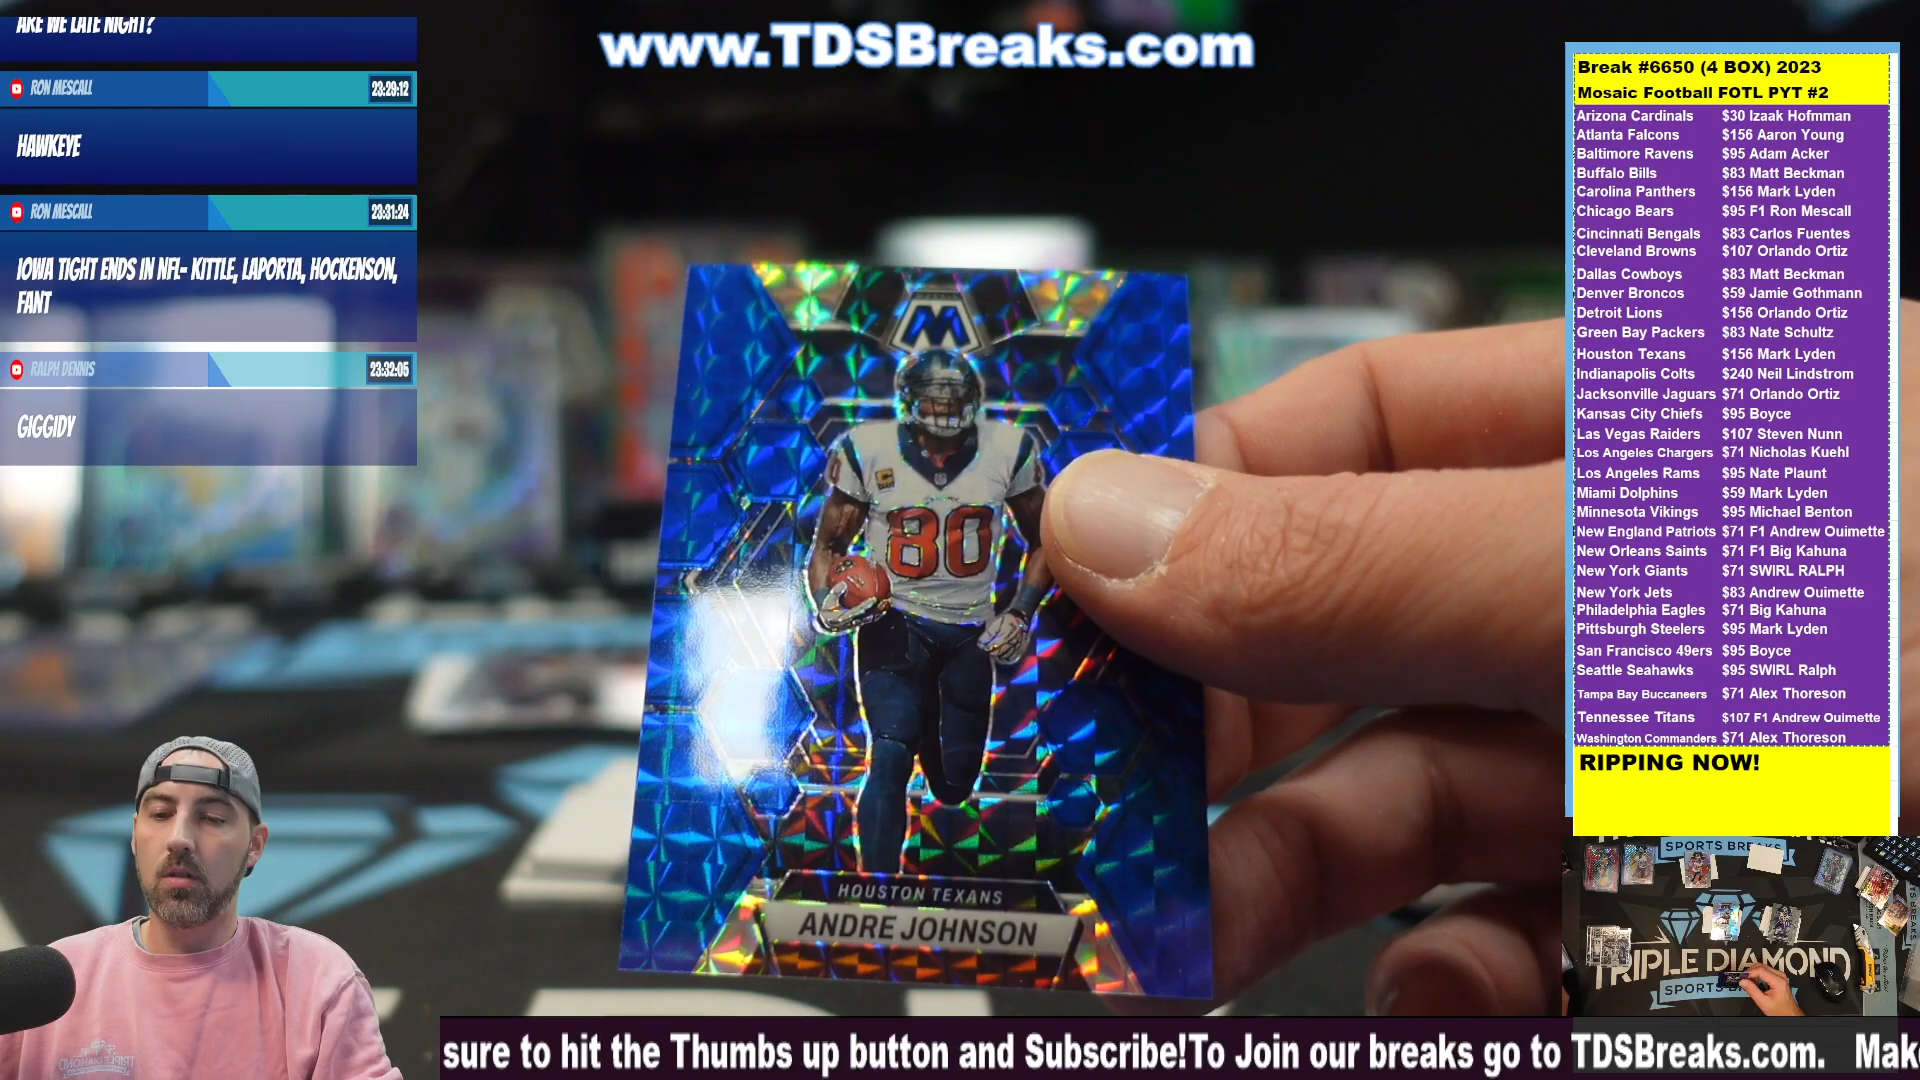 ARE WE LATE NIGHT?
RON MESCALL 23:29:12
HAWKEYE
RON MESCALL 23:31:24
IOWA TIGHT ENDS IN NFL- KITTLE, LAPORTA, HOCKENSON,
FANT
RALPH DENNIS 23:32:05
GIGGIDY
www.TDSBreaks.com
80
HOUSTON TEXANS
ANDRE JOHNSON
Break #6650 (4 BOX) 2023
Mosaic Football FOTL PYT #2
Arizona Cardinals $30 Izaak Hofmman
Atlanta Falcons $156 Aaron Young
Baltimore Ravens $95 Adam Acker
Buffalo Bills $83 Matt Beckman
Carolina Panthers $156 Mark Lyden
Chicago Bears $95 F1 Ron Mescall
Cincinnati Bengals $83 Carlos Fuentes
Cleveland Browns $107 Orlando Ortiz
Dallas Cowboys $83 Matt Beckman
Denver Broncos $59 Jamie Gothmann
Detroit Lions $156 Orlando Ortiz
Green Bay Packers $83 Nate Schultz
Houston Texans $156 Mark Lyden
Indianapolis Colts $240 Neil Lindstrom
Jacksonville Jaguars $71 Orlando Ortiz
Kansas City Chiefs $95 Boyce
Las Vegas Raiders $107 Steven Nunn
Los Angeles Chargers $71 Nicholas Kuehl
Los Angeles Rams $95 Nate Plaunt
Miami Dolphins $59 Mark Lyden
Minnesota Vikings $95 Michael Benton
New England Patriots $71 F1 Andrew Ouimette
New Orleans Saints $71 F1 Big Kahuna
New York Giants $71 SWIRL RALPH
New York Jets $83 Andrew Ouimette
Philadelphia Eagles $71 Big Kahuna
Pittsburgh Steelers $95 Mark Lyden
San Francisco 49ers $95 Boyce
Seattle Seahawks $95 SWIRL Ralph
Tampa Bay Buccaneers $71 Alex Thoreson
Tennessee Titans $107 F1 Andrew Ouimette
Washington Commanders $71 Alex Thoreson
RIPPING NOW!
SPORTS BREAKS
TRIPLE DIAMOND
SPORTS BR
sure to hit the Thumbs up button and Subscribe!To Join our breaks go to TDSBreaks.com. Make